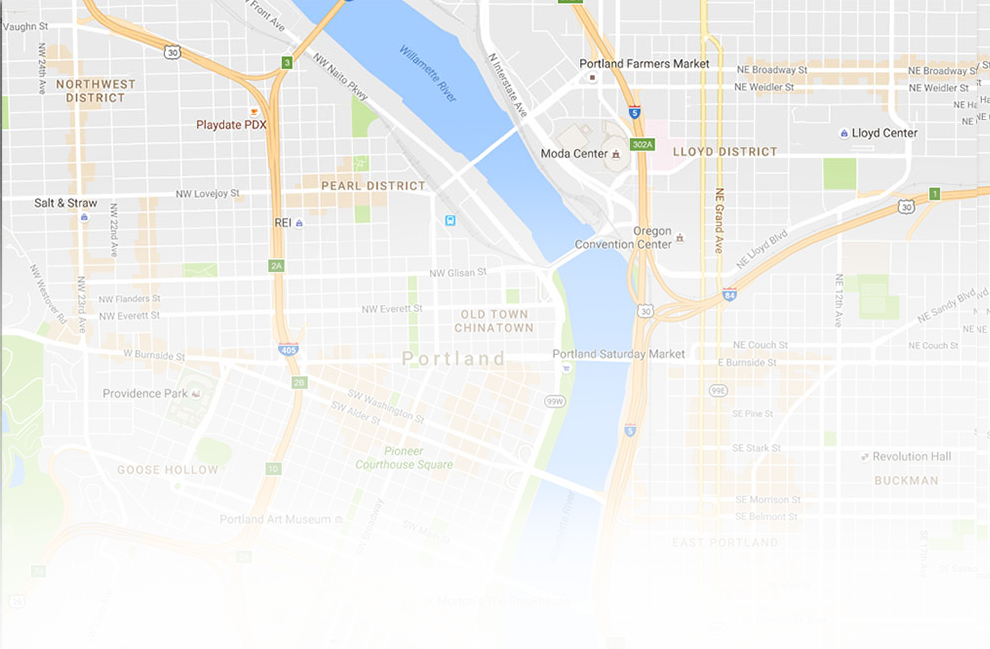 Vaughn St
NW Front Ave
30
3
NW 24th Ave
NW Naito Pkwy
Willamette River
N Interstate Ave
Portland Farmers Market
NE Broadway St
NE Broadway St
NE Weidler St
NE Weidler St
NORTHWEST
DISTRICT
Playdate PDX
5
302A
Moda Center
LLOYD DISTRICT
Lloyd Center
PEARL DISTRICT
NW Lovejoy St
Salt & Straw
NW 22nd Ave
REI
NE Grand Ave
1
30
Oregon
Convention Center
NE Lloyd Blvd
2A
NW Glisan St
NW Westover Rd
NW 23rd Ave
NW Flanders St
NW Everett St
NW Everett St
OLD TOWN
CHINATOWN
30
84
NE 12th Ave
NE Sandy Blvd
405
W Burnside St
Portland
Portland Saturday Market
NE Couch St
NE Couch St
E Burnside St
2B
Providence Park
99W
99E
SW Washington St
SW Alder St
SE Pine St
5
Pioneer
Courthouse Square
SE Stark St
Revolution Hall
GOOSE HOLLOW
1D
BUCKMAN
SE Morrison St
SE Belmont St
Portland Art Museum
SW Broadway
EAST PORTLAND